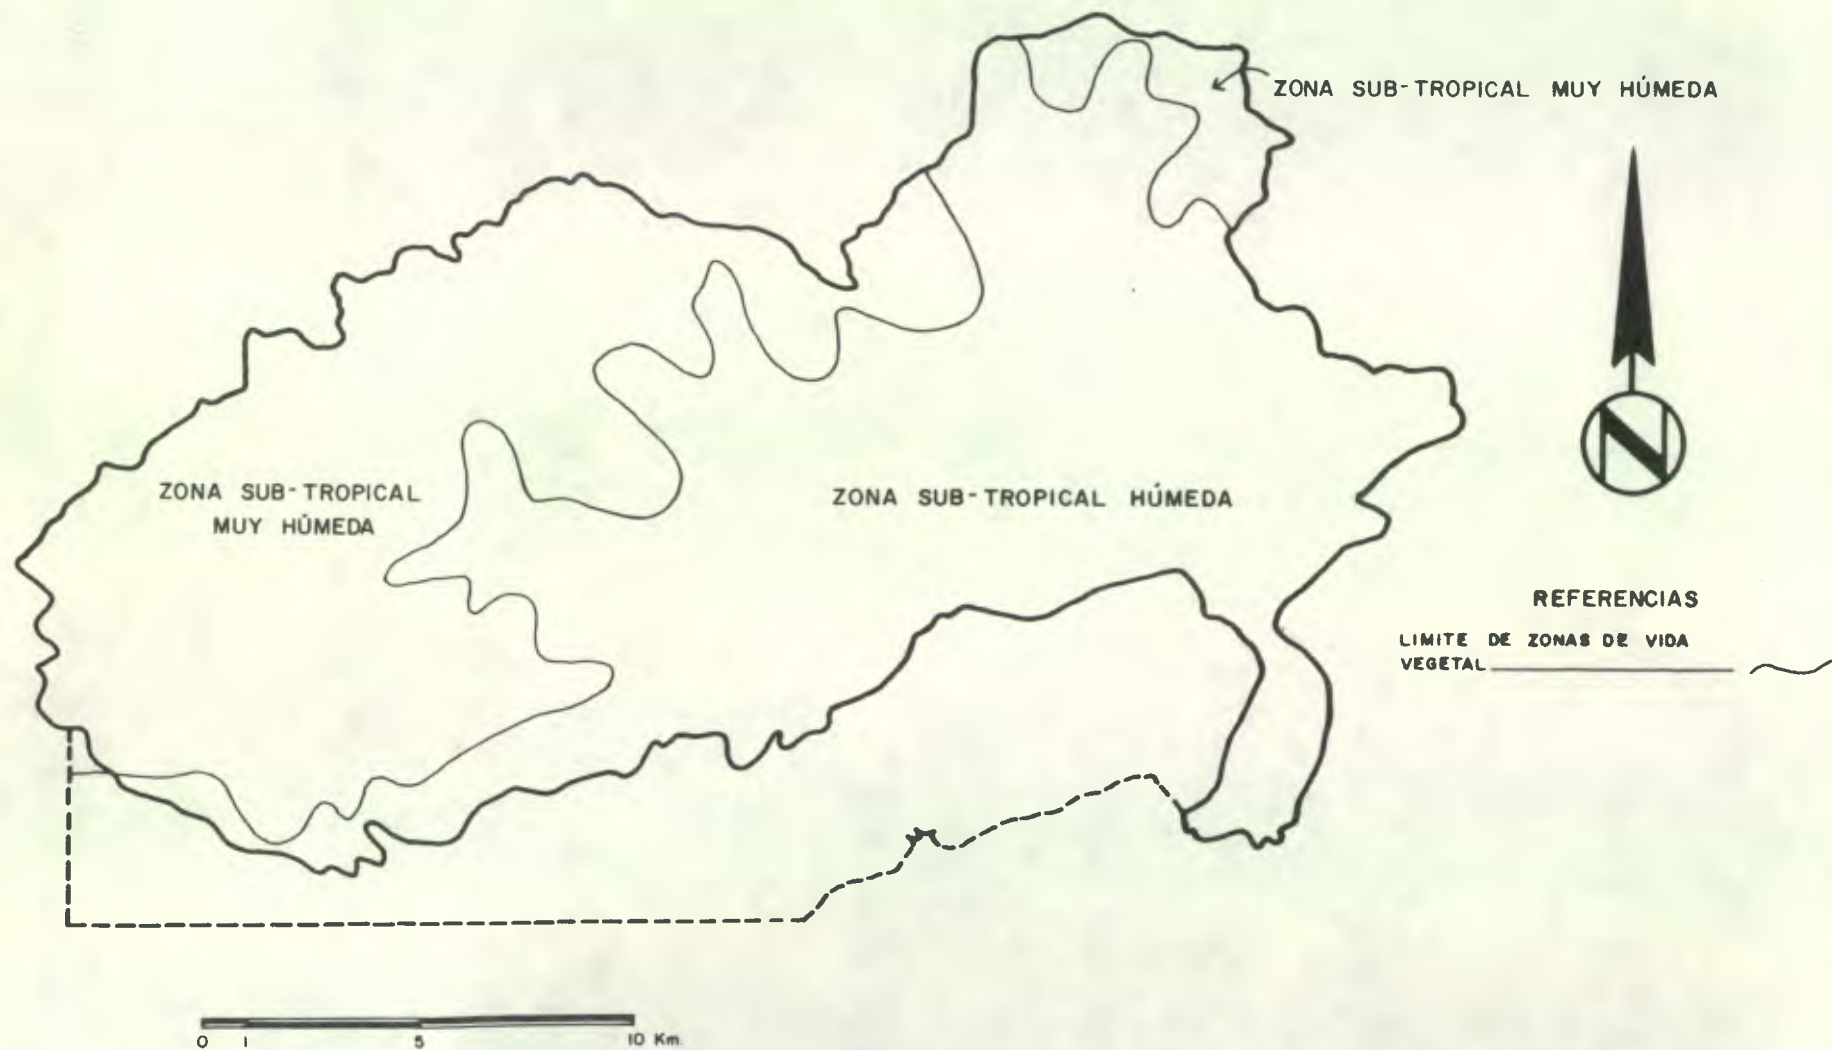 ZONA SUB-TROPICAL MUY HÚMEDA
ZONA SUB-TROPICAL
MUY HÚMEDA
ZONA SUB-TROPICAL HÚMEDA
N
REFERENCIAS
LIMITE DE ZONAS DE VIDA
VEGETAL
0 1 5 10 Km.